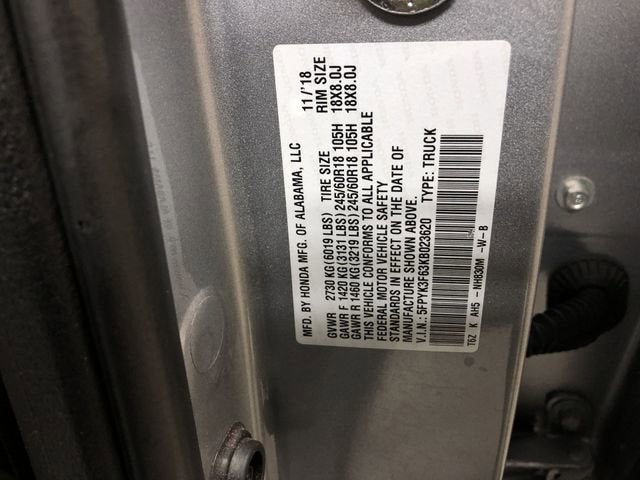 MFD. BY HONDA MFG. OF ALABAMA, LLC 11/'18
TIRE SIZE RIM SIZE
GVWR 2730 KG (6019 LBS)
GAWR F 1420 KG (3131 LBS) 245/60R18 105H 18X8.0J
GAWR R 1460 KG (3219 LBS) 245/60R18 105H 18X8.0J
THIS VEHICLE CONFORMS TO ALL APPLICABLE
FEDERAL MOTOR VEHICLE SAFETY
STANDARDS IN EFFECT ON THE DATE OF
MANUFACTURE SHOWN ABOVE.
V.I.N.: 5FPYK3F63KB023620 TYPE: TRUCK
T6Z K AH5 - NH830M -W-B